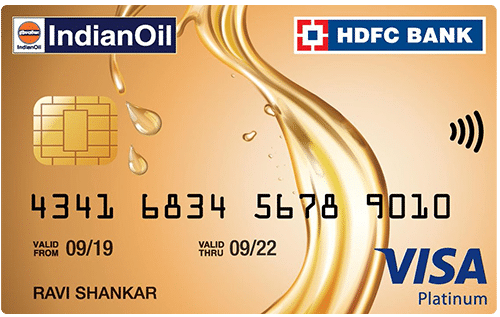 IndianOil
IndianOil
HDFC BANK
4341 6834 5678 9010
VALID FROM 09/19 VALID THRU 09/22
RAVI SHANKAR
VISA
Platinum